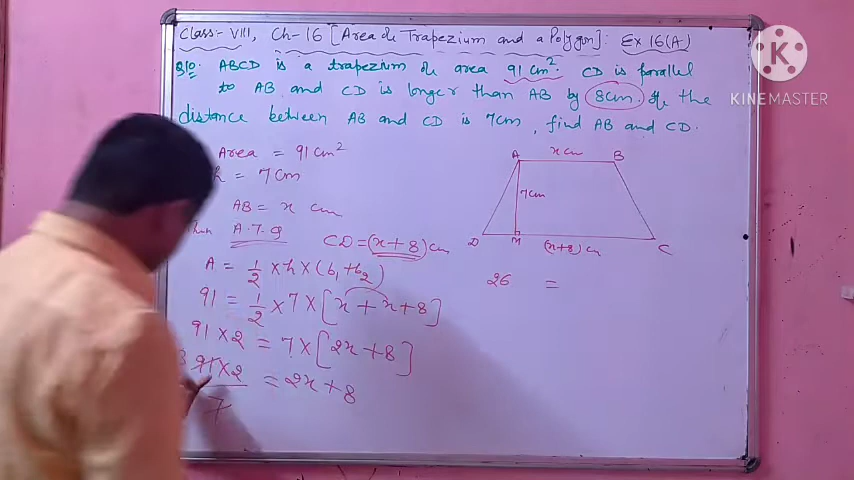 Class-VIII, Ch-16 [Area of Trapezium and a Polygon]: Ex 16(A)
Q10. ABCD is a trapezium of area 91 cm². CD is parallel
to AB and CD is longer than AB by 8cm. If the
distance between AB and CD is 7cm, find AB and CD.
Area = 91 cm²
h = 7 cm
AB = x cm
Then A.T.Q
CD = (x+8) cm
A = 1/2 × h × (b₁+b₂)
91 = 1/2 × 7 × [x + x + 8]
91 × 2 = 7 × [2x + 8]
91 × 2 / 7 = 2x + 8
A x cm B
7cm
D M (x+8) cm C
26 =
K
KINEMASTER